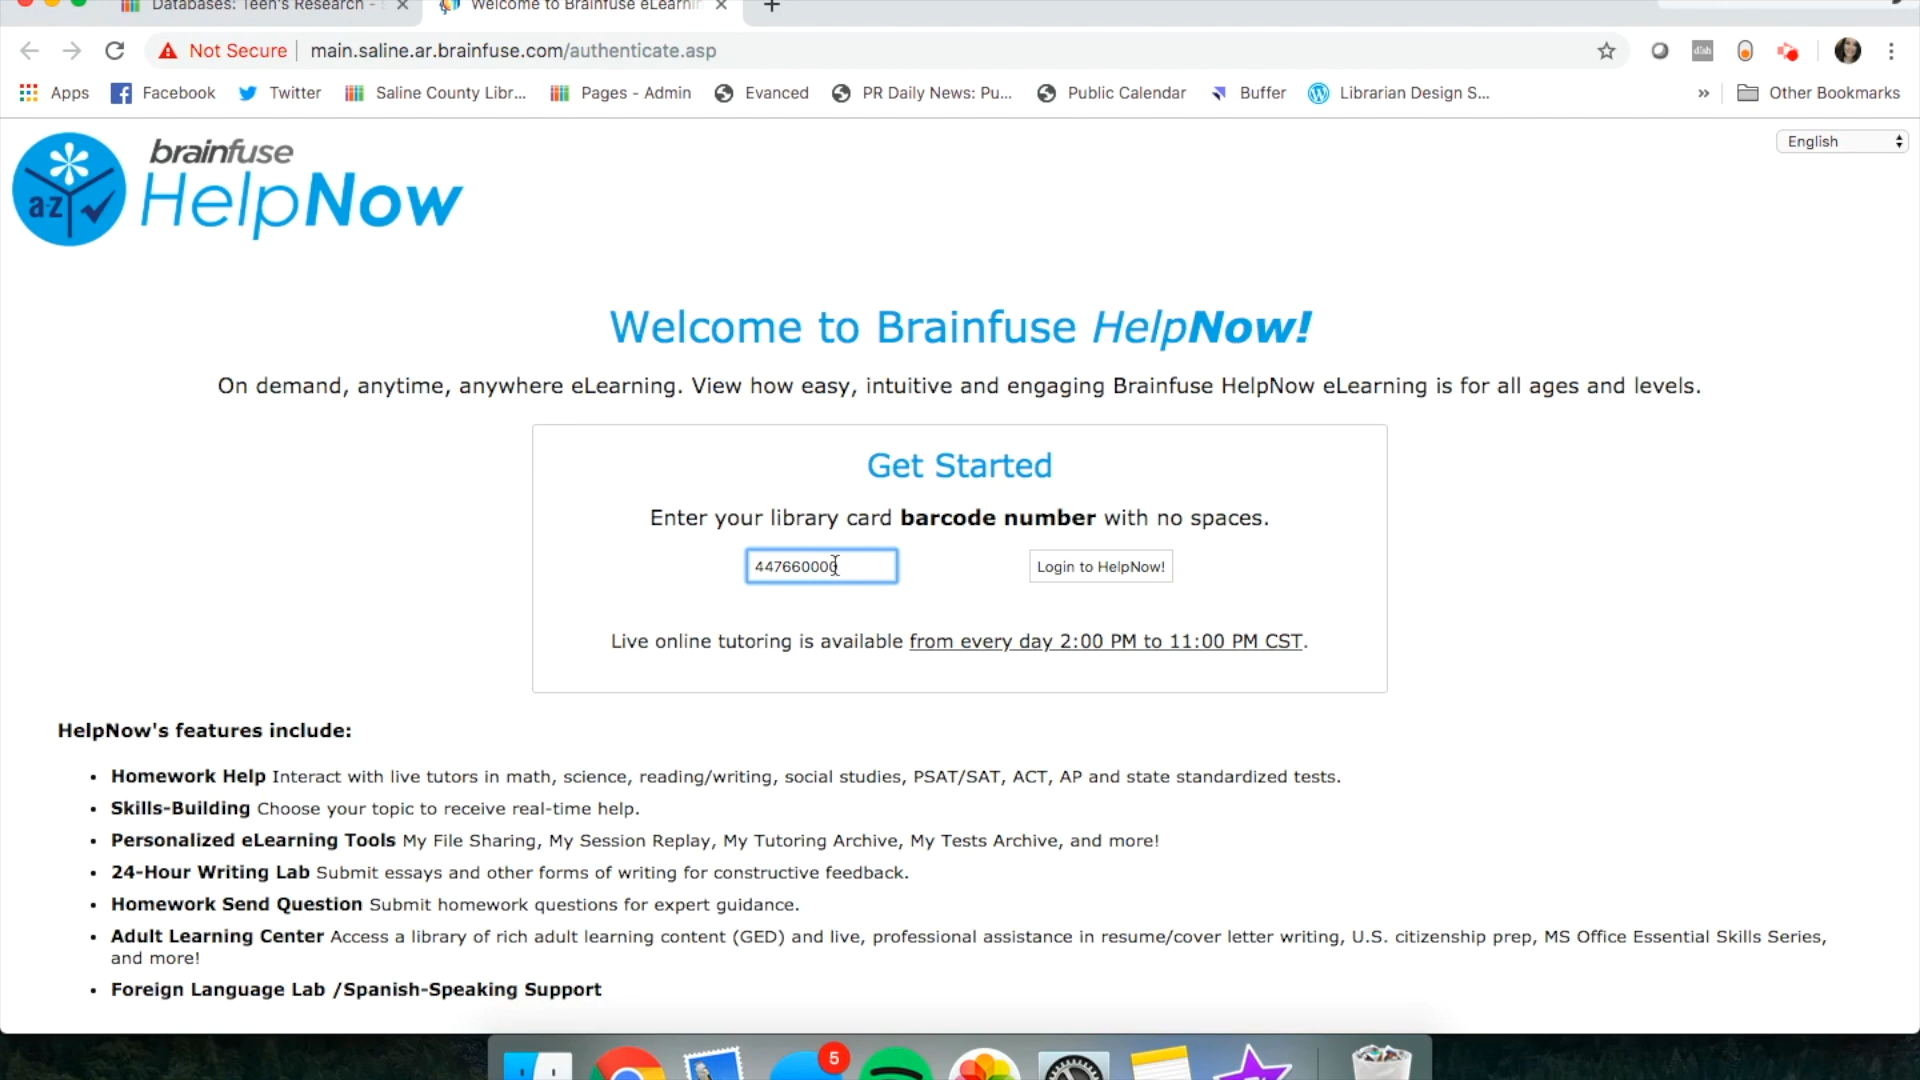 Databases: Teen's Research -
Welcome to Brainfuse eLearnin
Not Secure
main.saline.ar.brainfuse.com/authenticate.asp
dish
Apps
Facebook
Twitter
Saline County Libr...
Pages - Admin
Evanced
PR Daily News: Pu...
Public Calendar
Buffer
Librarian Design S...
»
Other Bookmarks
English
brainfuse
HelpNow
a-z
Welcome to Brainfuse HelpNow!
On demand, anytime, anywhere eLearning. View how easy, intuitive and engaging Brainfuse HelpNow eLearning is for all ages and levels.
Get Started
Enter your library card barcode number with no spaces.
447660000
Login to HelpNow!
Live online tutoring is available from every day 2:00 PM to 11:00 PM CST.
HelpNow's features include:
• Homework Help Interact with live tutors in math, science, reading/writing, social studies, PSAT/SAT, ACT, AP and state standardized tests.
• Skills-Building Choose your topic to receive real-time help.
• Personalized eLearning Tools My File Sharing, My Session Replay, My Tutoring Archive, My Tests Archive, and more!
• 24-Hour Writing Lab Submit essays and other forms of writing for constructive feedback.
• Homework Send Question Submit homework questions for expert guidance.
• Adult Learning Center Access a library of rich adult learning content (GED) and live, professional assistance in resume/cover letter writing, U.S. citizenship prep, MS Office Essential Skills Series,
and more!
• Foreign Language Lab /Spanish-Speaking Support
5